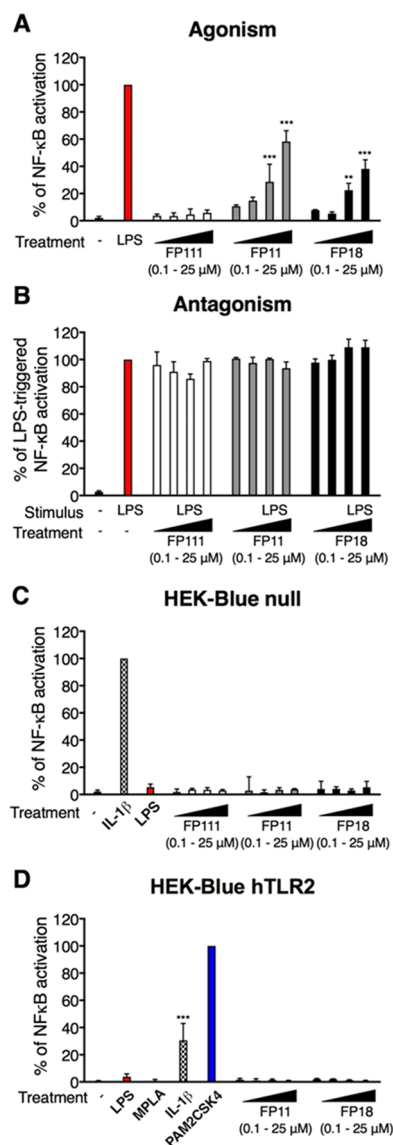 A
Agonism
% of NF-κB activation
120
100
80
60
40
20
0
***
***
**
***
Treatment - LPS
FP111 FP11 FP18
(0.1 - 25 µM) (0.1 - 25 µM) (0.1 - 25 µM)
B
Antagonism
% of LPS-triggered
NF-κB activation
120
100
80
60
40
20
0
Stimulus - LPS LPS LPS LPS
Treatment - -
FP111 FP11 FP18
(0.1 - 25 µM) (0.1 - 25 µM) (0.1 - 25 µM)
C
HEK-Blue null
% of NF-κB activation
120
100
80
60
40
20
0
Treatment - IL-1β LPS
FP111 FP11 FP18
(0.1 - 25 µM) (0.1 - 25 µM) (0.1 - 25 µM)
D
HEK-Blue hTLR2
% of NFκB activation
120
100
80
60
40
20
0
***
Treatment - LPS MPLA IL-1β PAM2CSK4
FP11 FP18
(0.1 - 25 µM) (0.1 - 25 µM)